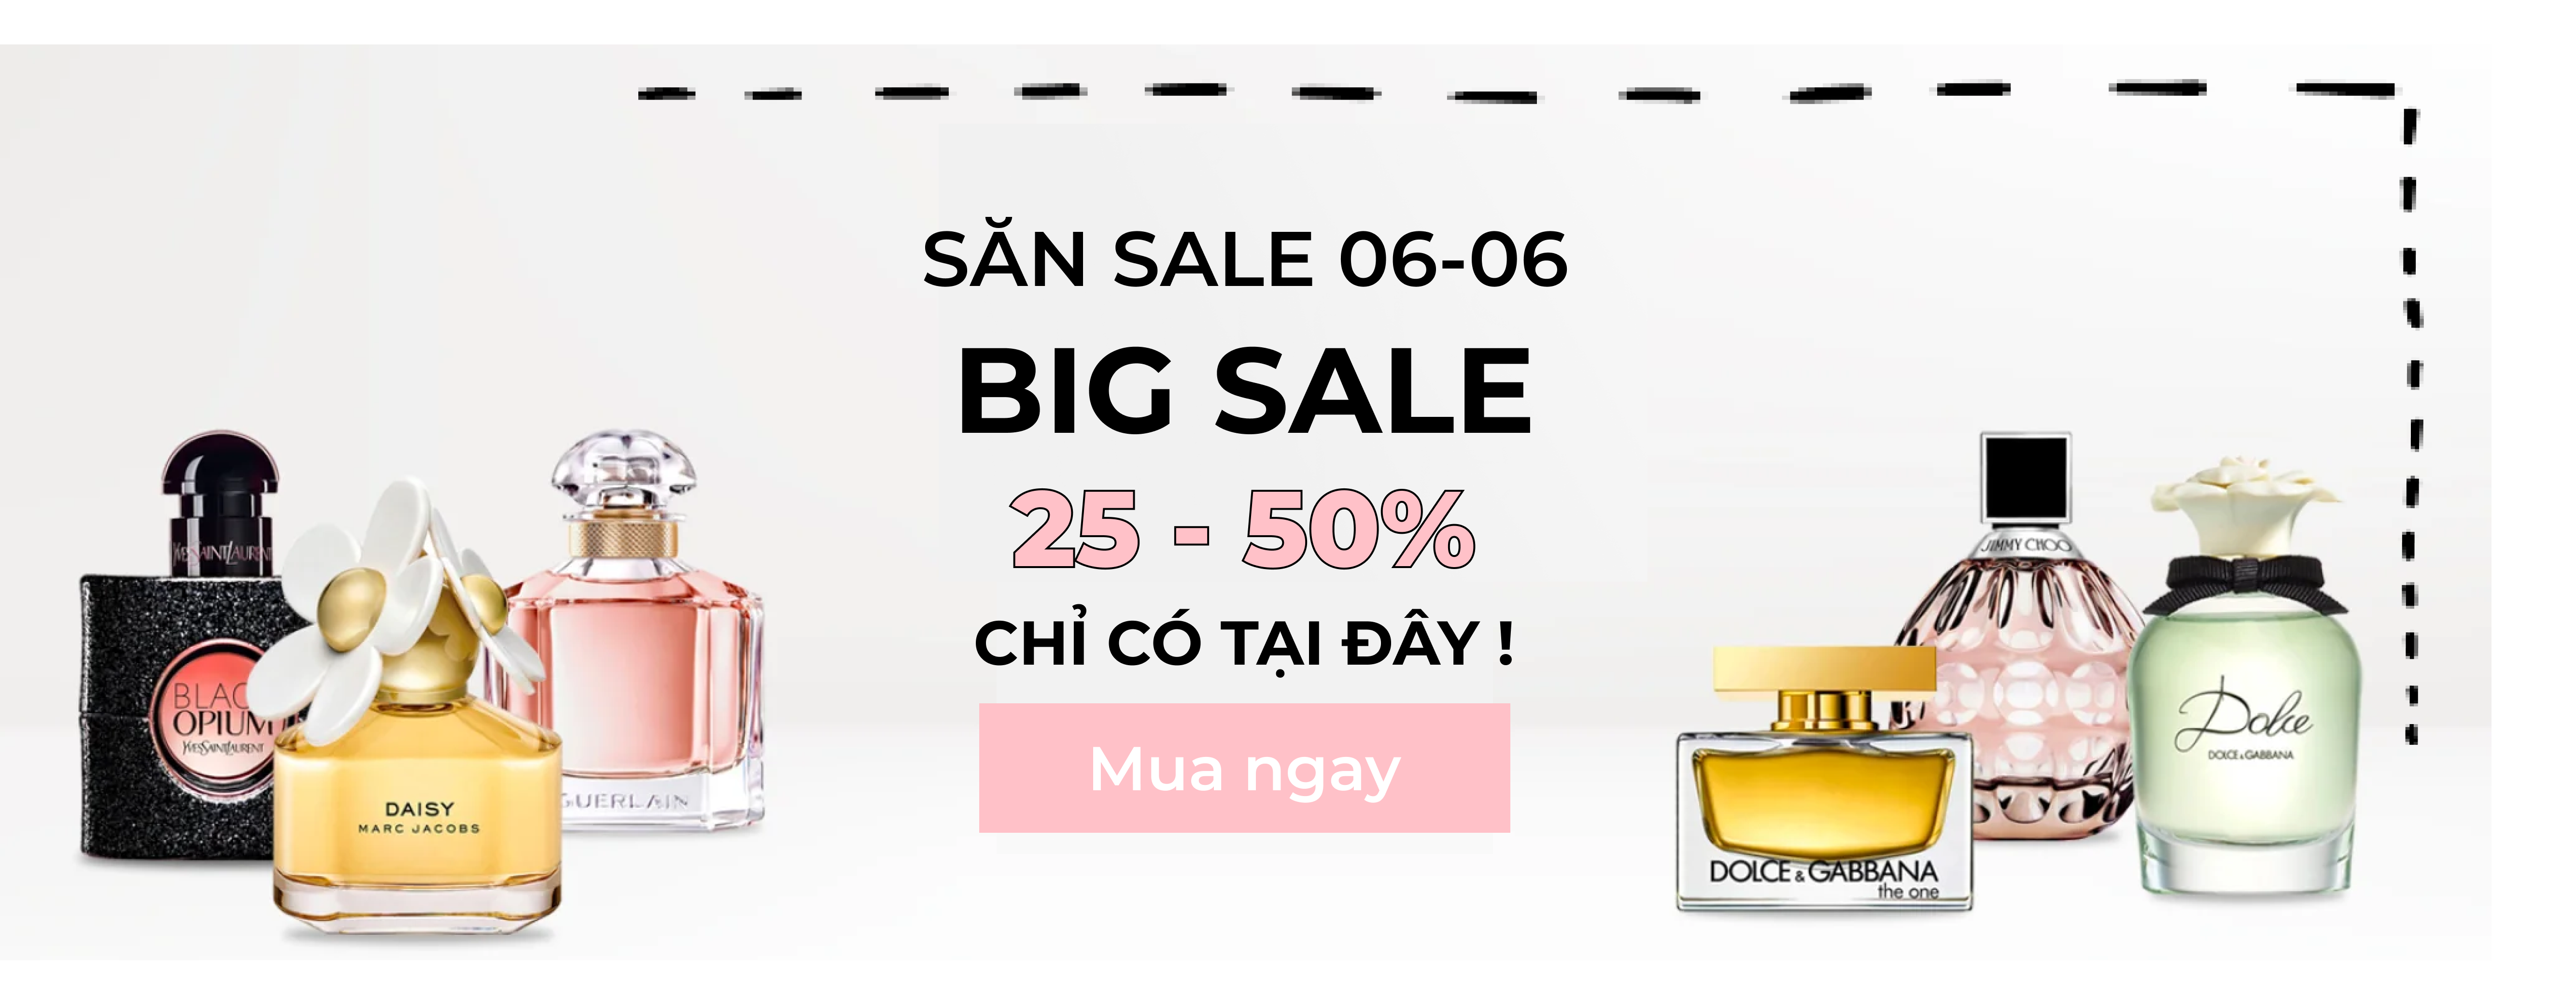 SĂN SALE 06-06
BIG SALE
25 - 50%
CHỈ CÓ TẠI ĐÂY !
Mua ngay
YVESSAINTLAURENT
OPIUM
YVESSAINTLAURENT
DAISY
MARC JACOBS
GUERLAIN
JIMMY CHOO
DOLCE & GABBANA
the one
Dolce
DOLCE & GABBANA